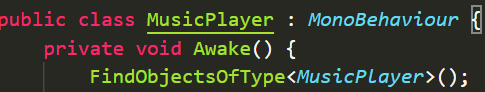 public class MusicPlayer : MonoBehaviour {
private void Awake() {
FindObjectsOfType<MusicPlayer>();